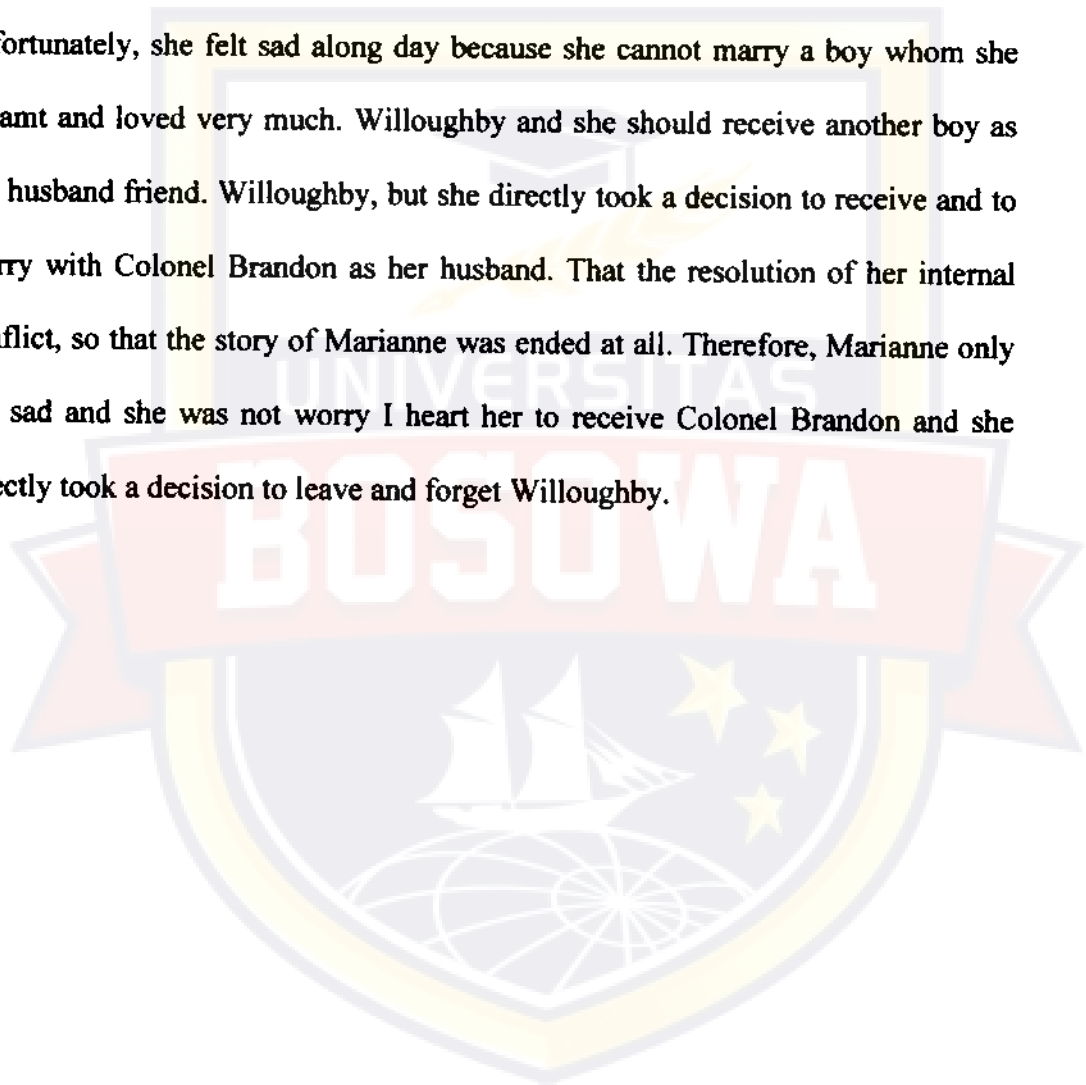 fortunately, she felt sad along day because she cannot marry a boy whom she
amt and loved very much. Willoughby and she should receive another boy as
husband friend. Willoughby, but she directly took a decision to receive and to
rry with Colonel Brandon as her husband. That the resolution of her internal
flict, so that the story of Marianne was ended at all. Therefore, Marianne only
sad and she was not worry I heart her to receive Colonel Brandon and she
ectly took a decision to leave and forget Willoughby.
UNIVERSITAS
BOSOWA